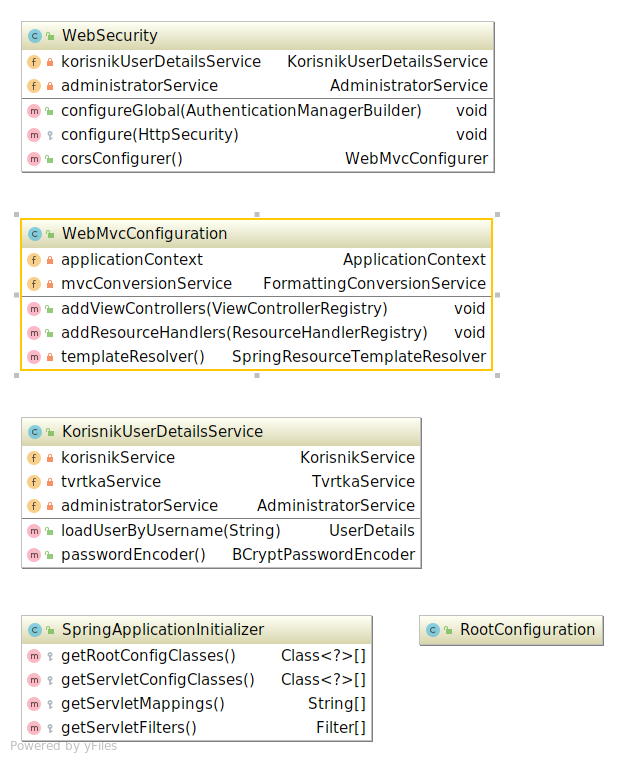 WebSecurity
korisnikUserDetailsService KorisnikUserDetailsService
administratorService AdministratorService
configureGlobal(AuthenticationManagerBuilder) void
configure(HttpSecurity) void
corsConfigurer() WebMvcConfigurer
WebMvcConfiguration
applicationContext ApplicationContext
mvcConversionService FormattingConversionService
addViewControllers(ViewControllerRegistry) void
addResourceHandlers(ResourceHandlerRegistry) void
templateResolver() SpringResourceTemplateResolver
KorisnikUserDetailsService
korisnikService KorisnikService
tvrtkaService TvrtkaService
administratorService AdministratorService
loadUserByUsername(String) UserDetails
passwordEncoder() BCryptPasswordEncoder
SpringApplicationInitializer
getRootConfigClasses() Class<?>[]
getServletConfigClasses() Class<?>[]
getServletMappings() String[]
getServletFilters() Filter[]
RootConfiguration
Powered by yFiles